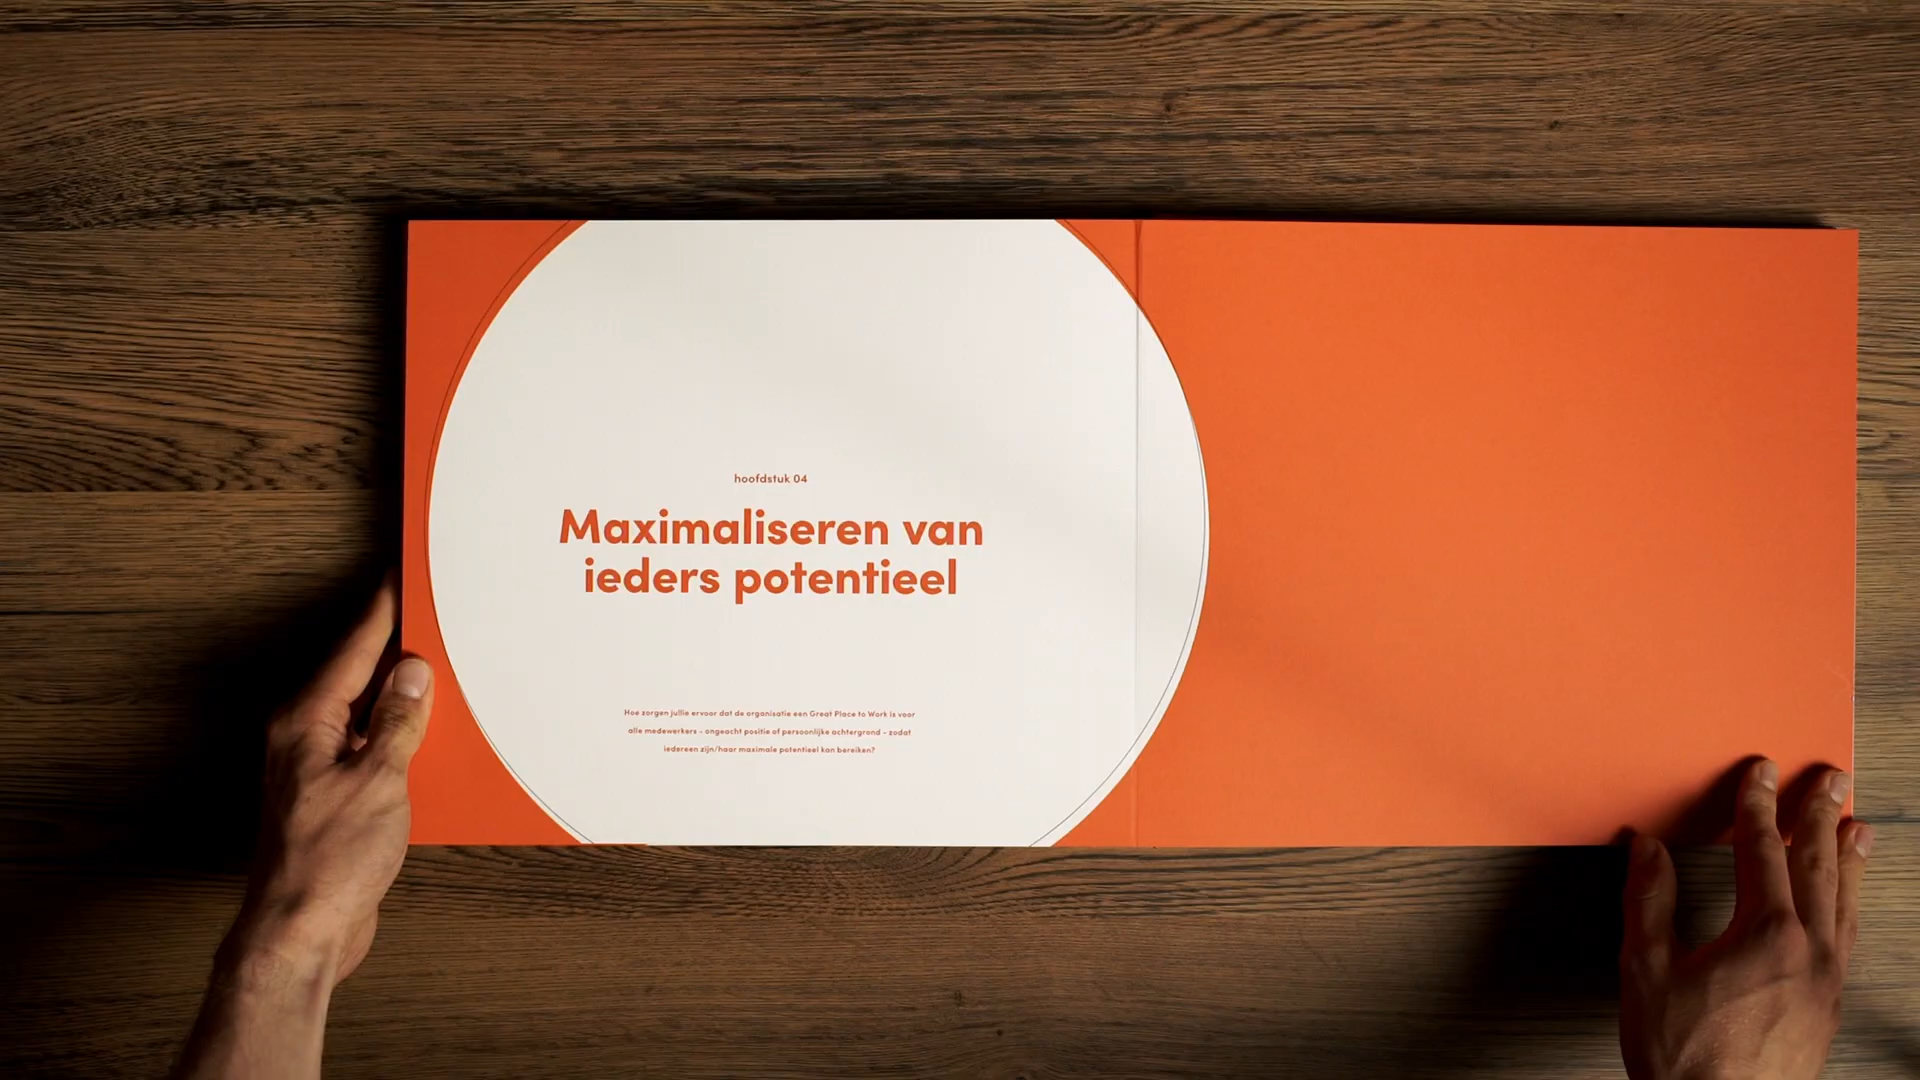 hoofdstuk 04
Maximaliseren van
ieders potentieel
Hoe zorgen jullie ervoor dat de organisatie een Great Place to Work is voor
alle medewerkers - ongeacht positie of persoonlijke achtergrond - zodat
iedereen zijn/haar maximale potentieel kan bereiken?